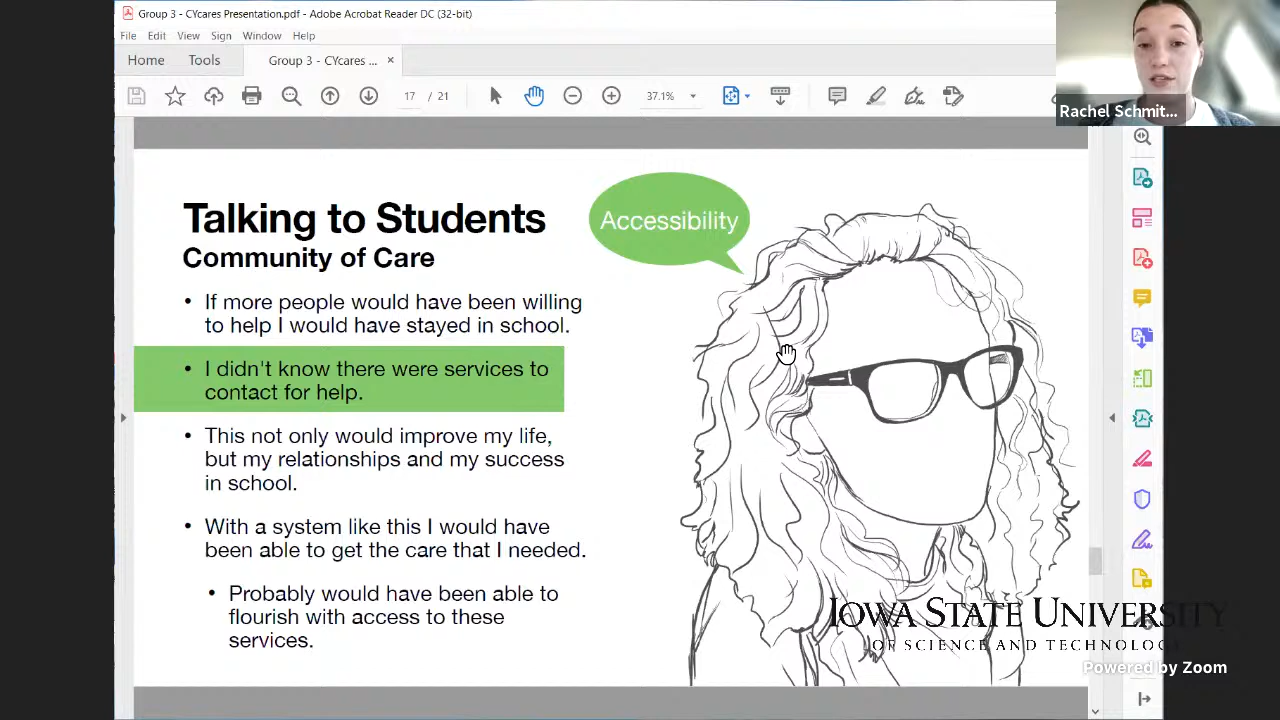 Group 3 - CYcares Presentation.pdf - Adobe Acrobat Reader DC (32-bit)
File Edit View Sign Window Help
Home Tools Group 3 - CYcares ... ×
17 / 21 37.1%
Rachel Schmit...
Talking to Students
Community of Care
Accessibility
• If more people would have been willing
to help I would have stayed in school.
• I didn't know there were services to
contact for help.
• This not only would improve my life,
but my relationships and my success
in school.
• With a system like this I would have
been able to get the care that I needed.
• Probably would have been able to
flourish with access to these
services.
IOWA STATE UNIVERSITY
OF SCIENCE AND TECHNOLOGY
Powered by Zoom